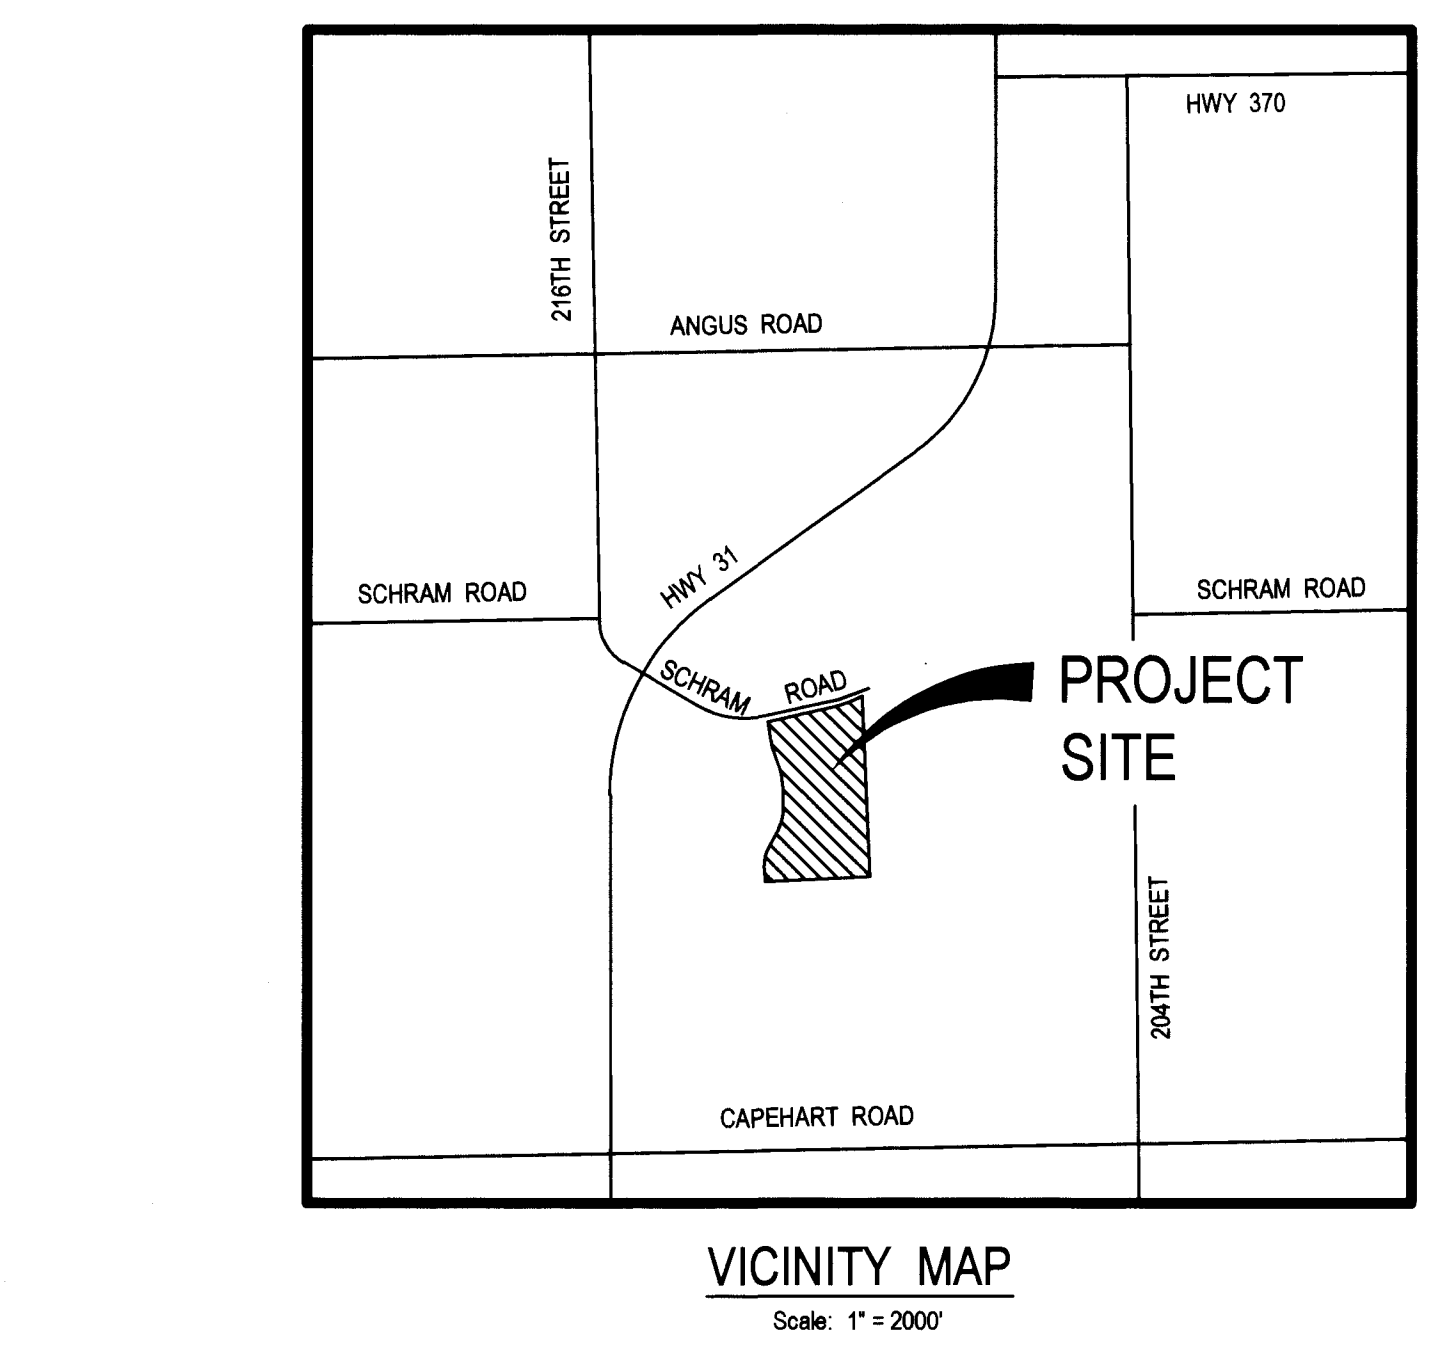 HWY 370
216TH STREET
ANGUS ROAD
HWY 31
SCHRAM ROAD
SCHRAM ROAD
SCHRAM ROAD
PROJECT
SITE
204TH STREET
CAPEHART ROAD
VICINITY MAP
Scale: 1" = 2000'